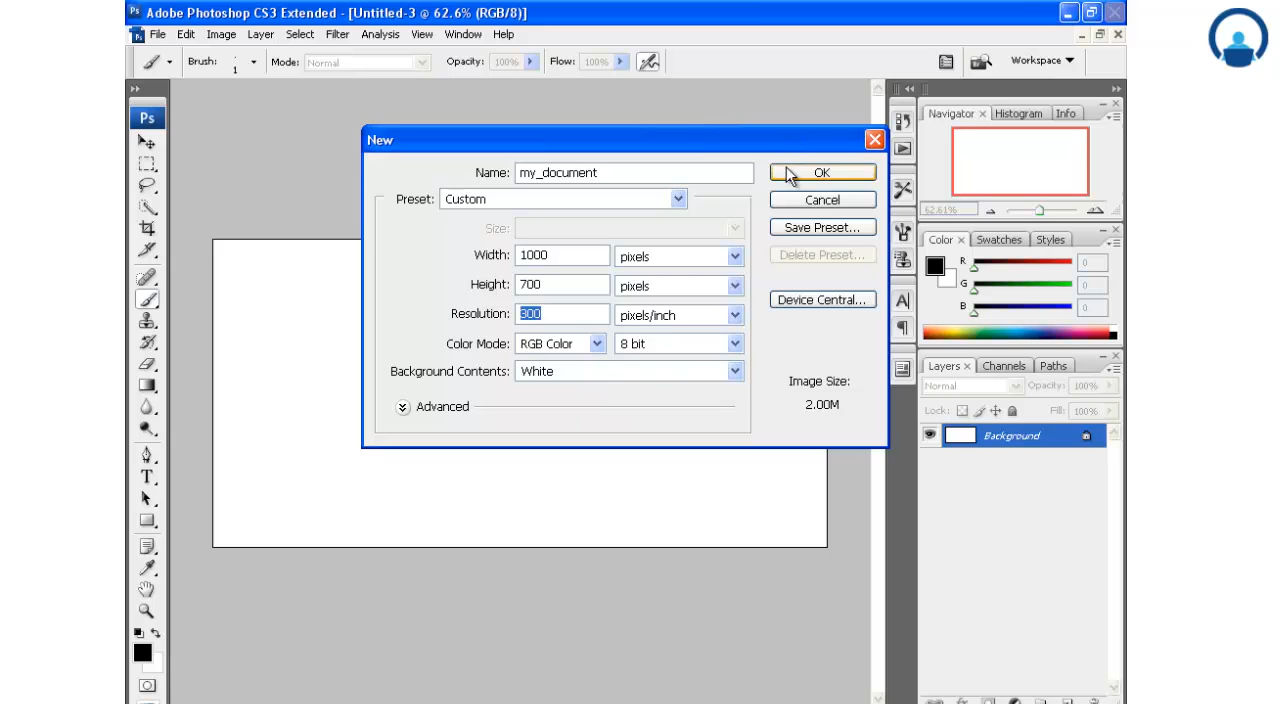 Adobe Photoshop CS3 Extended - [Untitled-3 @ 62.6% (RGB/8)]
File Edit Image Layer Select Filter Analysis View Window Help
Brush: 1 Mode: Normal Opacity: 100% Flow: 100% Workspace
Ps
New
Name: my_document OK
Preset: Custom Cancel
Size: Save Preset...
Width: 1000 pixels Delete Preset...
Height: 700 pixels
Resolution: 300 pixels/inch Device Central...
Color Mode: RGB Color 8 bit
Background Contents: White
Image Size:
2.00M
Advanced
Navigator Histogram Info
62.61%
Color Swatches Styles
R 0
G 0
B 0
Layers Channels Paths
Normal Opacity: 100%
Lock: Fill: 100%
Background